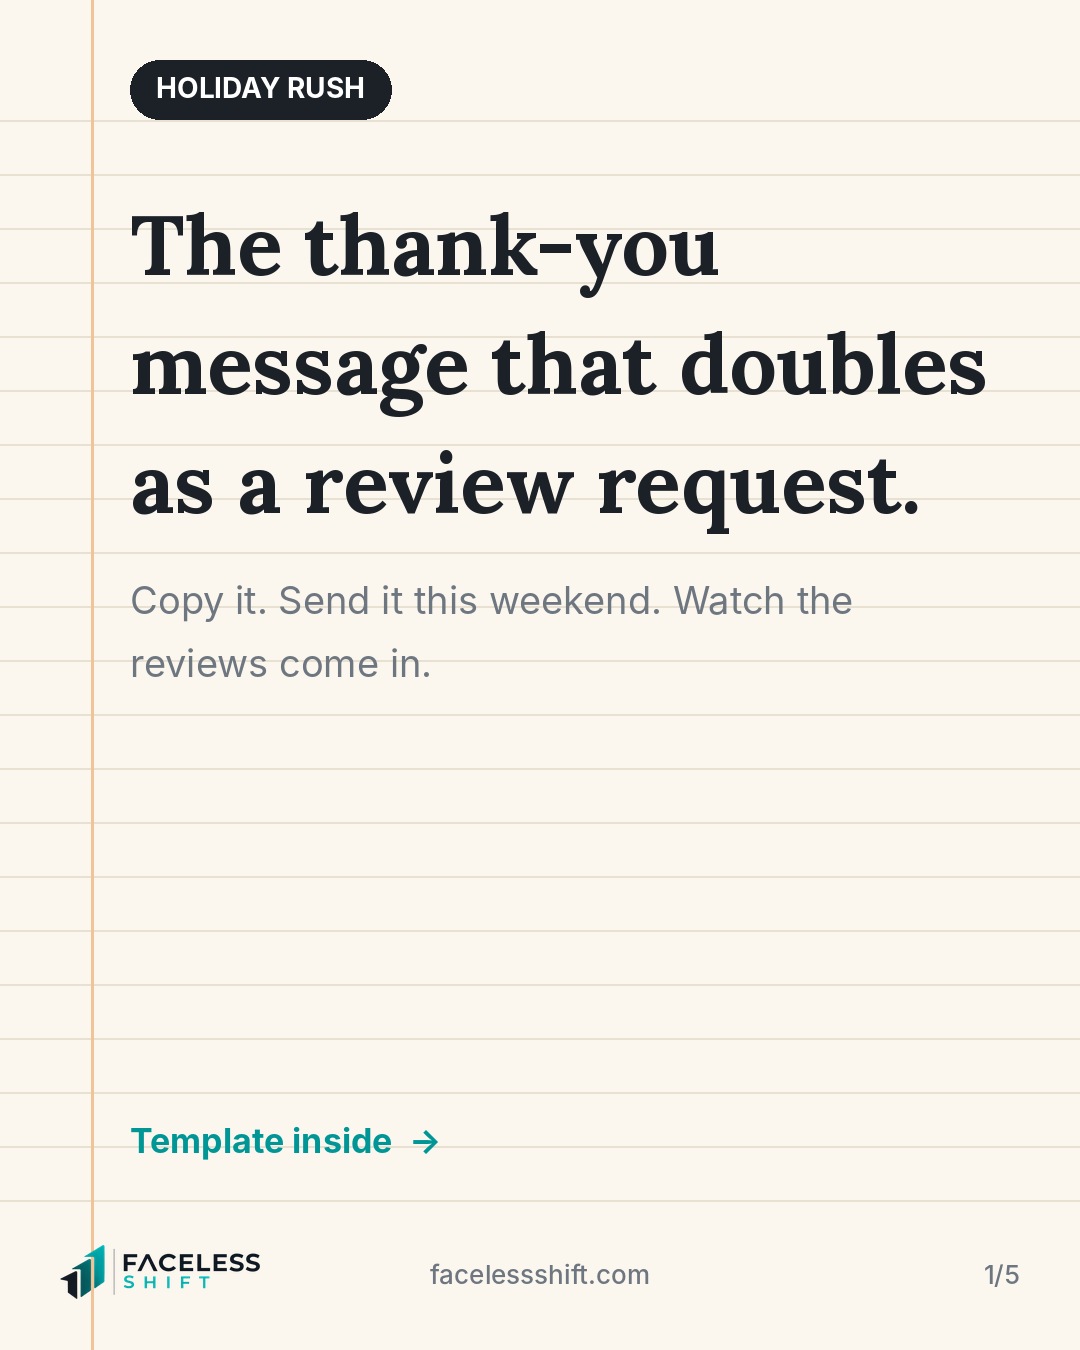 HOLIDAY RUSH
The thank-you
message that doubles
as a review request.
Copy it. Send it this weekend. Watch the
reviews come in.
Template inside →
FACELESS
SHIFT
facelessshift.com
1/5